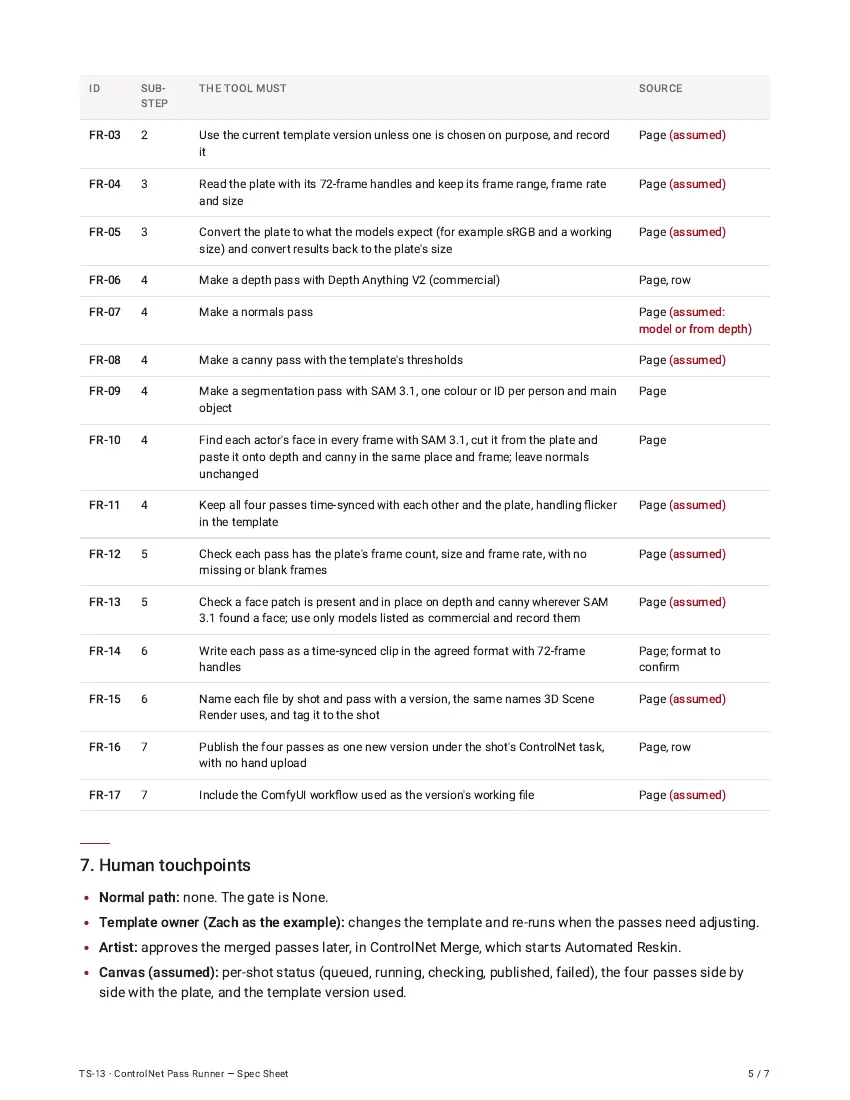 ID SUB- THE TOOL MUST SOURCE
STEP
FR-03 2 Use the current template version unless one is chosen on purpose, and record Page (assumed)
it
FR-04 3 Read the plate with its 72-frame handles and keep its frame range, frame rate Page (assumed)
and size
FR-05 3 Convert the plate to what the models expect (for example sRGB and a working Page (assumed)
size) and convert results back to the plate's size
FR-06 4 Make a depth pass with Depth Anything V2 (commercial) Page, row
FR-07 4 Make a normals pass Page (assumed:
model or from depth)
FR-08 4 Make a canny pass with the template's thresholds Page (assumed)
FR-09 4 Make a segmentation pass with SAM 3.1, one colour or ID per person and main Page
object
FR-10 4 Find each actor's face in every frame with SAM 3.1, cut it from the plate and Page
paste it onto depth and canny in the same place and frame; leave normals
unchanged
FR-11 4 Keep all four passes time-synced with each other and the plate, handling flicker Page (assumed)
in the template
FR-12 5 Check each pass has the plate's frame count, size and frame rate, with no Page (assumed)
missing or blank frames
FR-13 5 Check a face patch is present and in place on depth and canny wherever SAM Page (assumed)
3.1 found a face; use only models listed as commercial and record them
FR-14 6 Write each pass as a time-synced clip in the agreed format with 72-frame Page; format to
handles confirm
FR-15 6 Name each file by shot and pass with a version, the same names 3D Scene Page (assumed)
Render uses, and tag it to the shot
FR-16 7 Publish the four passes as one new version under the shot's ControlNet task, Page, row
with no hand upload
FR-17 7 Include the ComfyUI workflow used as the version's working file Page (assumed)
7. Human touchpoints
• Normal path: none. The gate is None.
• Template owner (Zach as the example): changes the template and re-runs when the passes need adjusting.
• Artist: approves the merged passes later, in ControlNet Merge, which starts Automated Reskin.
• Canvas (assumed): per-shot status (queued, running, checking, published, failed), the four passes side by
side with the plate, and the template version used.
TS-13 · ControlNet Pass Runner — Spec Sheet 5 / 7